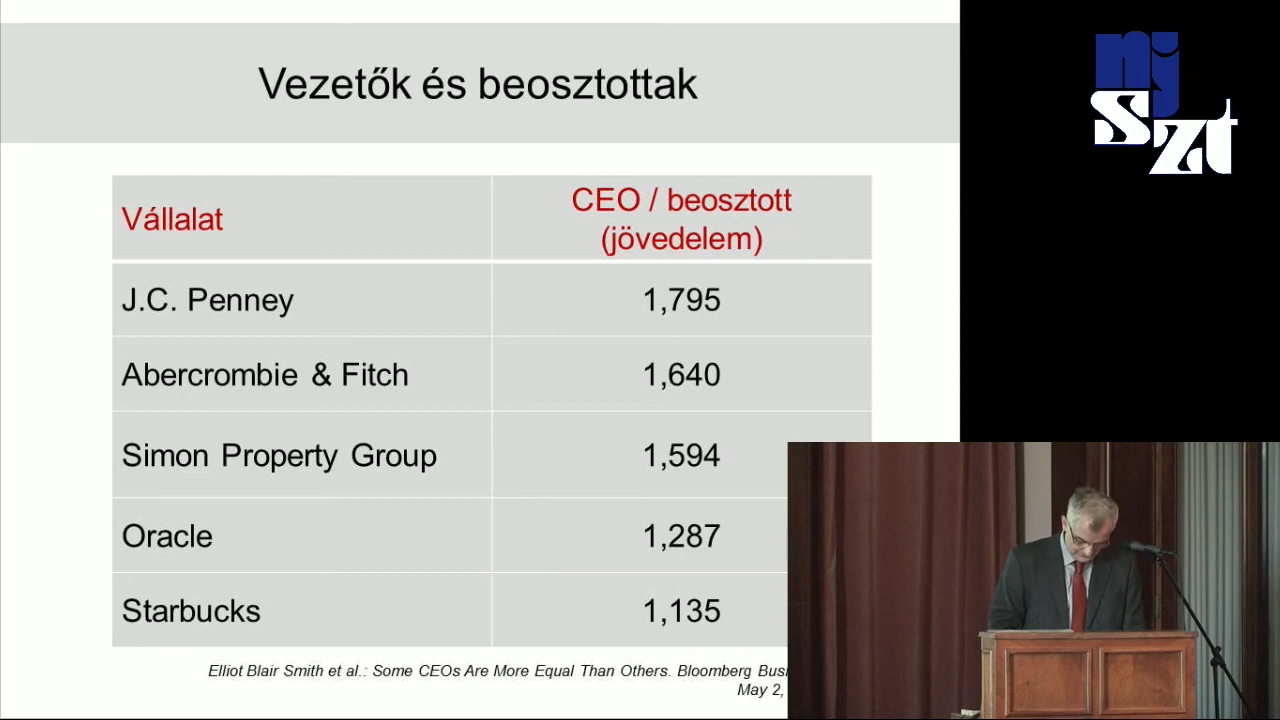 Vezetők és beosztottak
Vállalat
CEO / beosztott
(jövedelem)
J.C. Penney
1,795
Abercrombie & Fitch
1,640
Simon Property Group
1,594
Oracle
1,287
Starbucks
1,135
Elliot Blair Smith et al.: Some CEOs Are More Equal Than Others. Bloomberg
May 2,
nj
Szt